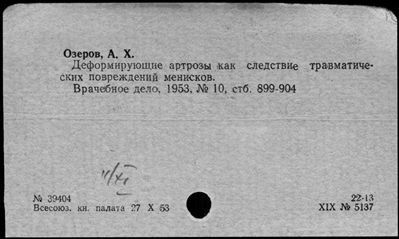 Озеров, А. Х.
Деформирующие артрозы как следствие травматиче-
ских повреждений менисков.
Врачебное дело, 1953, № 10, стб. 899-904
№ 39404
Всесоюз. кн. палата 27 X 53
22-13
XIX № 5137